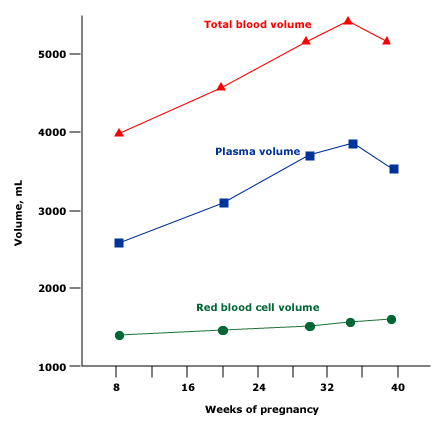 Total blood volume
5000
4000
Plasma volume
3000
Volume, mL
2000
Red blood cell volume
1000
8 16 24 32 40
Weeks of pregnancy